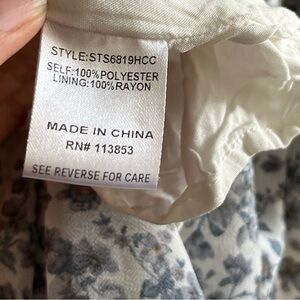 STYLE:STS6819HCC
SELF:100%POLYESTER
LINING:100%RAYON
MADE IN CHINA
RN# 113853
SEE REVERSE FOR CARE